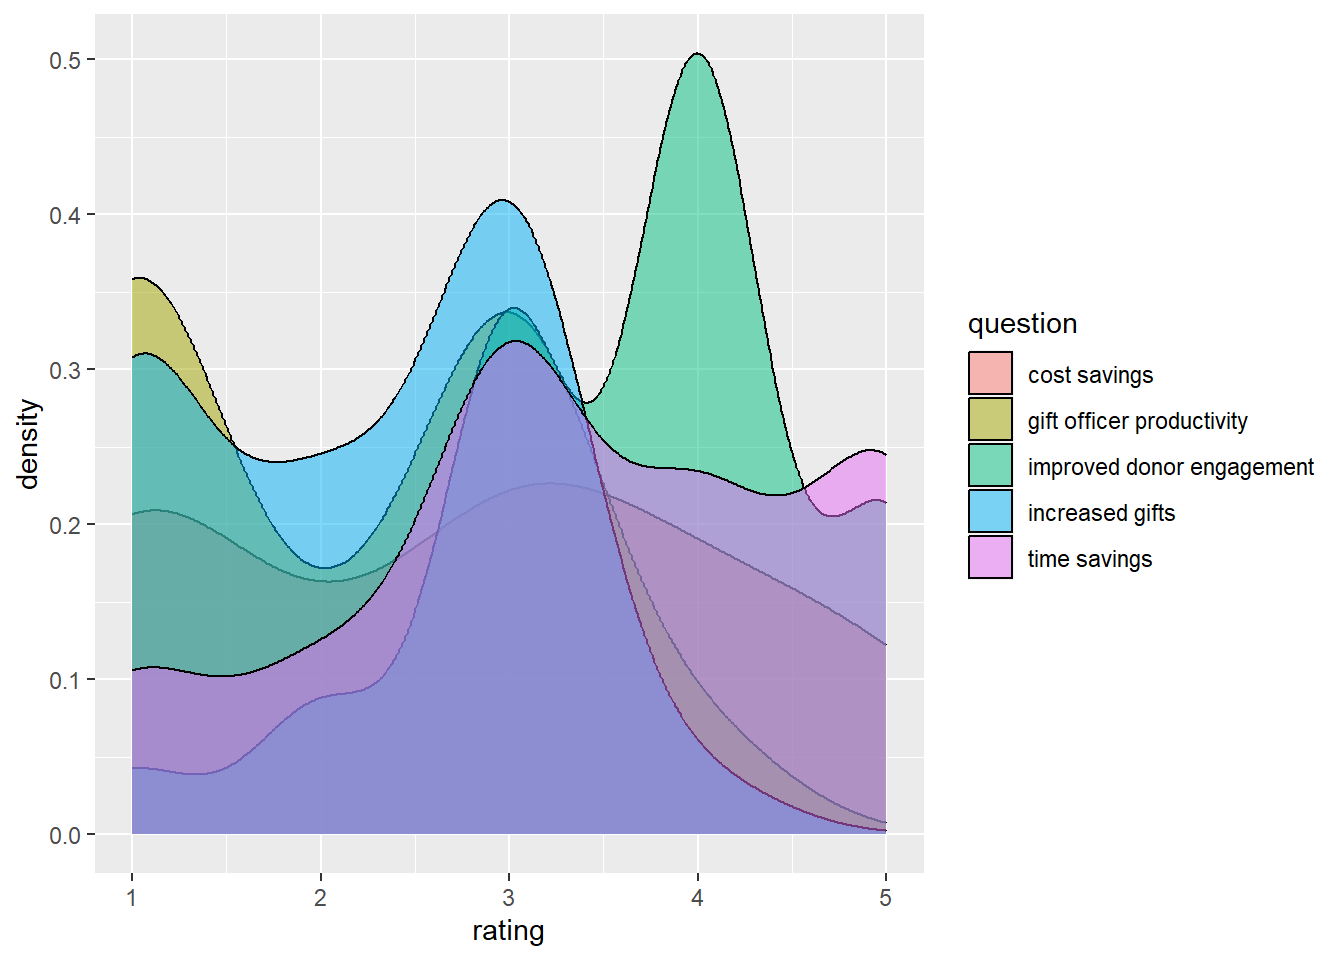 0.5
0.4
0.3
0.2
0.1
0.0
density
1 2 3 4 5
rating
question
cost savings
gift officer productivity
improved donor engagement
increased gifts
time savings